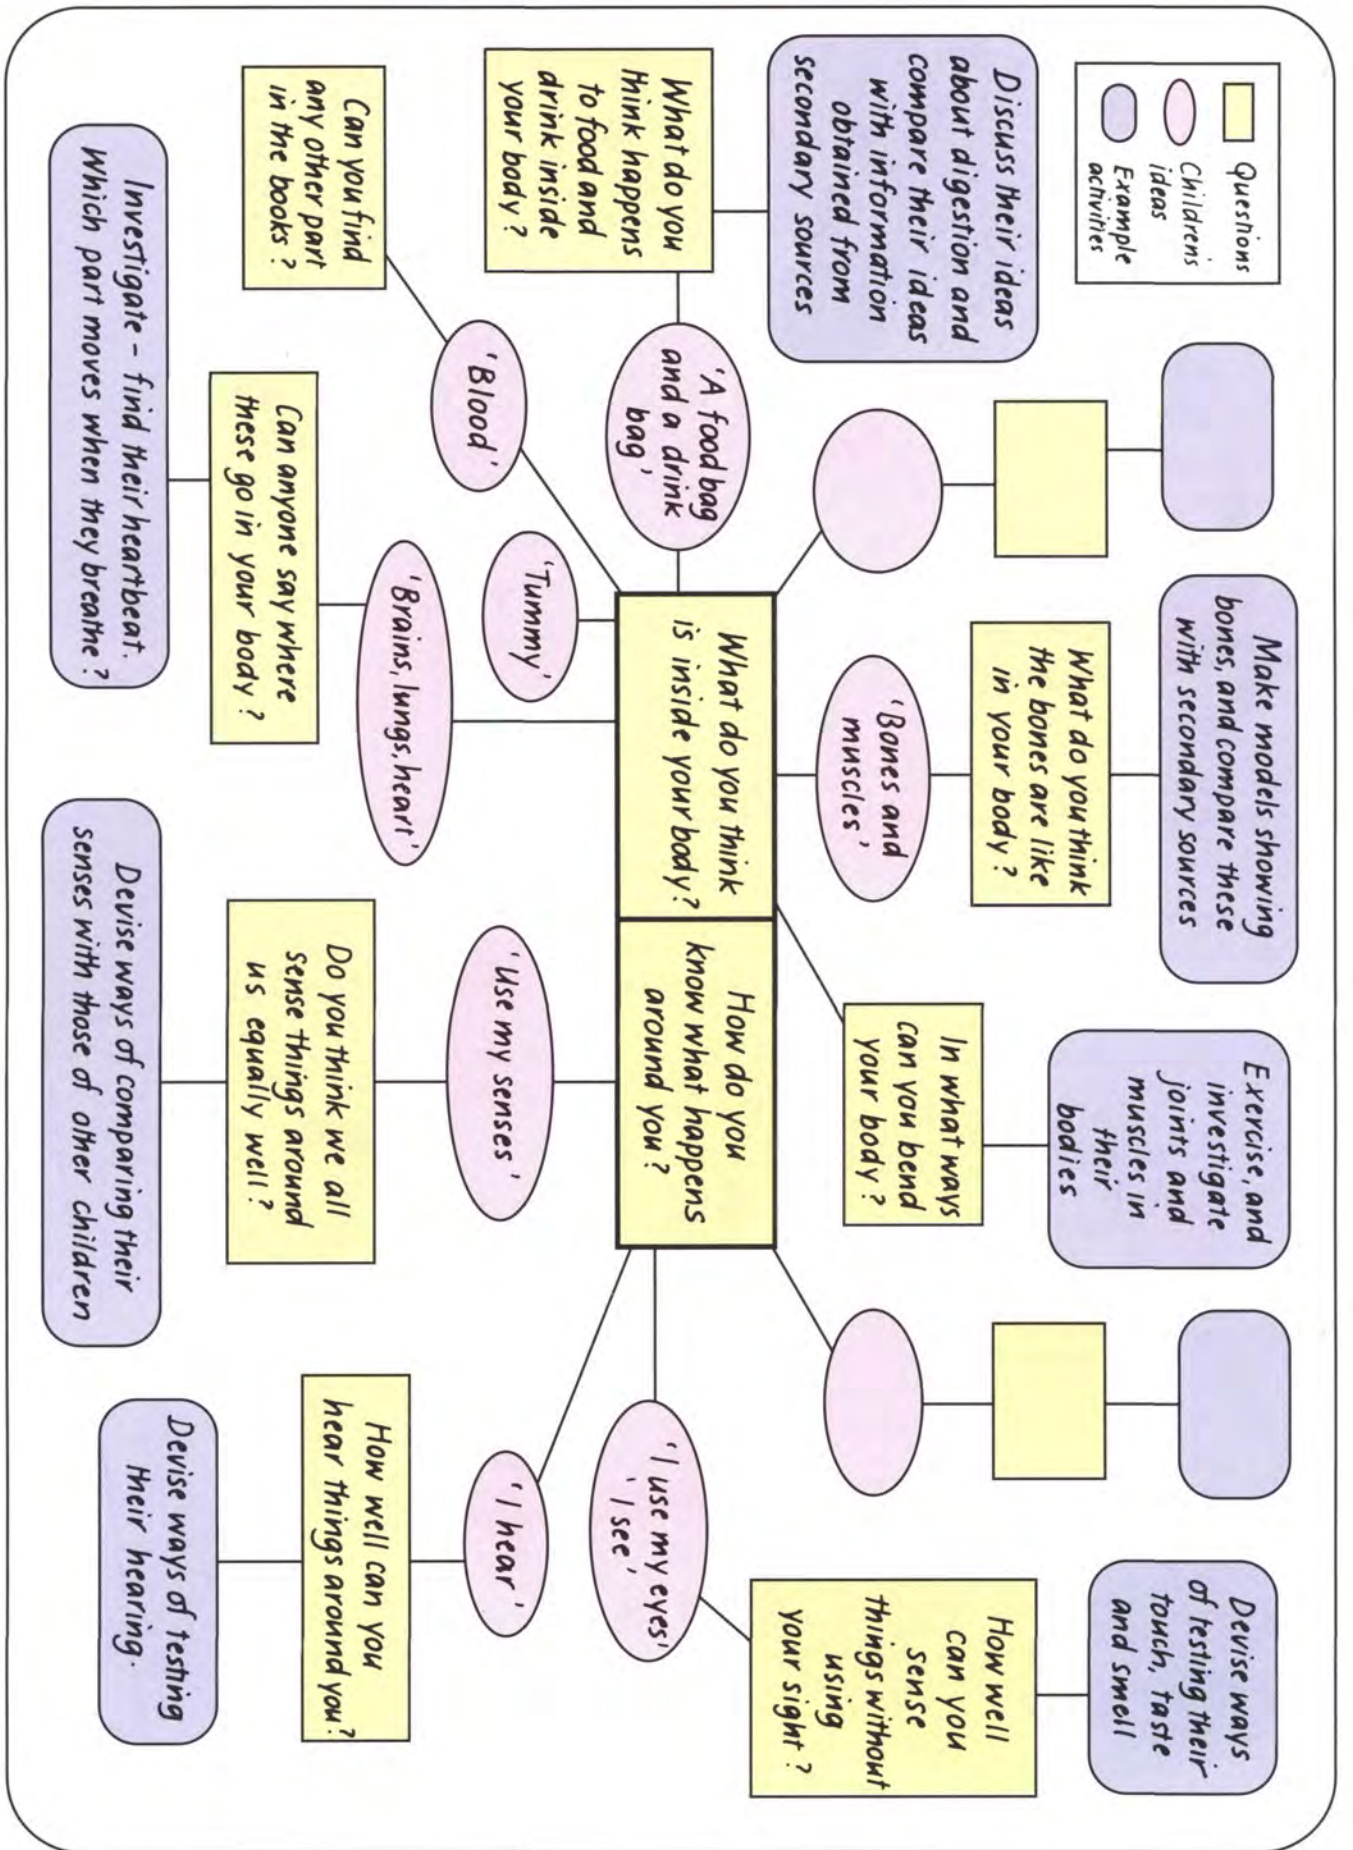 Questions
Children's
ideas
Example
activities
Discuss their ideas
about digestion and
compare their ideas
with information
obtained from
secondary sources
Make models showing
bones, and compare these
with secondary sources
Exercise, and
investigate
joints and
muscles in
their
bodies
Devise ways
of testing their
touch, taste
and smell
What do you think
the bones are like
in your body?
In what ways
can you bend
your body?
How well
can you
sense
things without
using
your sight?
'Bones and
muscles'
What do you
think happens
to food and
drink inside
your body?
'A food bag
and a drink
bag'
What do you think
is inside your body?
How do you
know what happens
around you?
'I use my eyes'
'I see'
'Blood'
'Tummy'
'Brains, lungs, heart'
'Use my senses'
'I hear'
Can you find
any other part
in the books?
Can anyone say where
these go in your body?
Do you think we all
sense things around
us equally well?
How well can you
hear things around you?
Investigate - find their heartbeat.
Which part moves when they breathe?
Devise ways of comparing their
senses with those of other children
Devise ways of testing
their hearing.